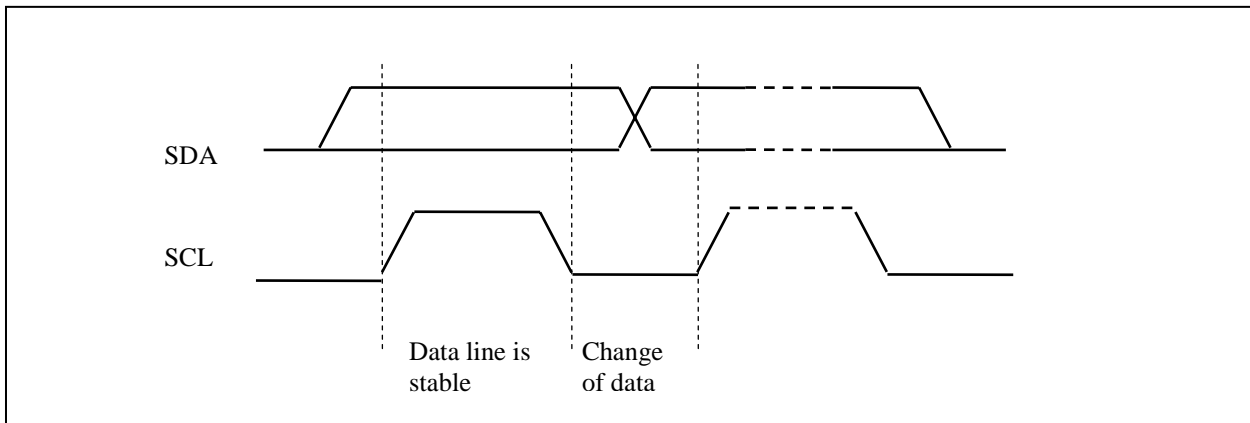 SDA
SCL
Data line is
stable
Change
of data